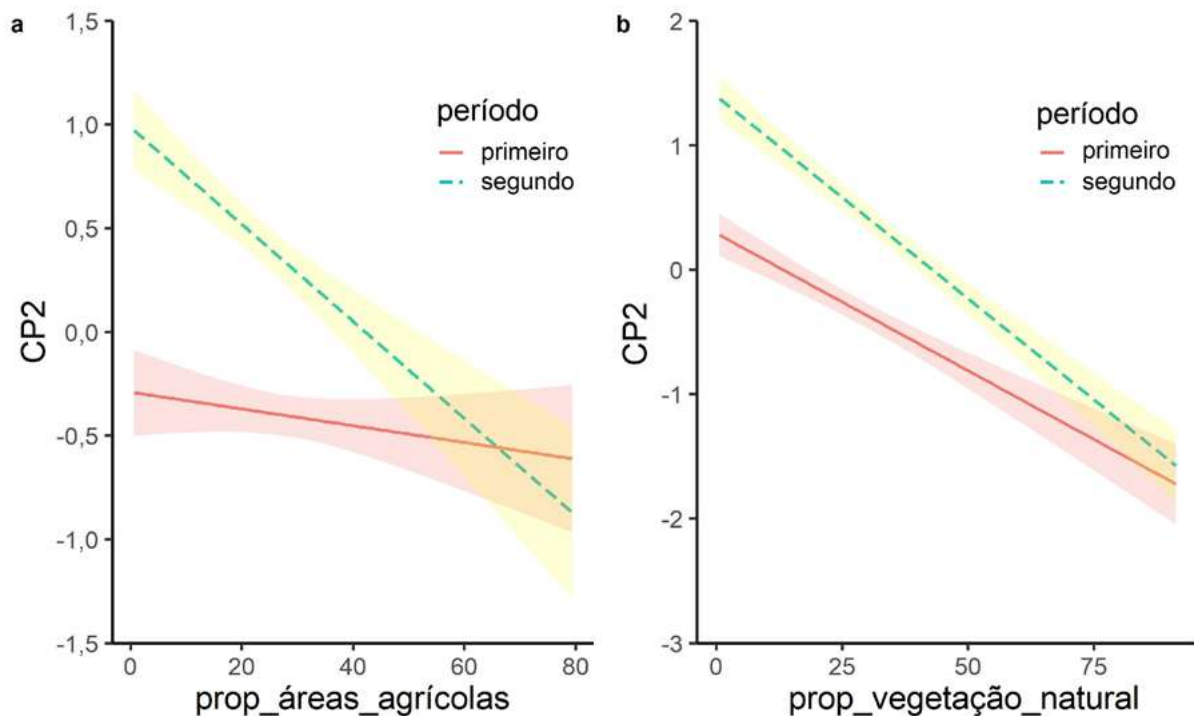 a
1,5
1,0
0,5
0,0
-0,5
-1,0
-1,5
CP2
período
primeiro
segundo
0 20 40 60 80
prop_áreas_agrícolas
b
2
1
0
-1
-2
-3
CP2
período
primeiro
segundo
0 25 50 75
prop_vegetação_natural